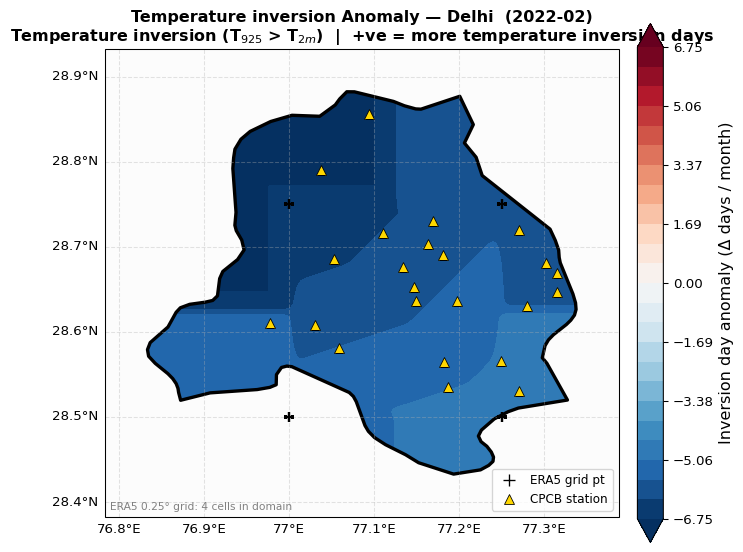 Temperature inversion Anomaly — Delhi  (2022-02)
Temperature inversion (T925 > T2m)  |  +ve = more temperature inversion days
28.9°N
28.8°N
28.7°N
28.6°N
28.5°N
28.4°N
76.8°E
76.9°E
77°E
77.1°E
77.2°E
77.3°E
ERA5 grid pt
CPCB station
ERA5 0.25° grid: 4 cells in domain
6.75
5.06
3.37
1.69
0.00
−1.69
−3.38
−5.06
−6.75
Inversion day anomaly (Δ days / month)